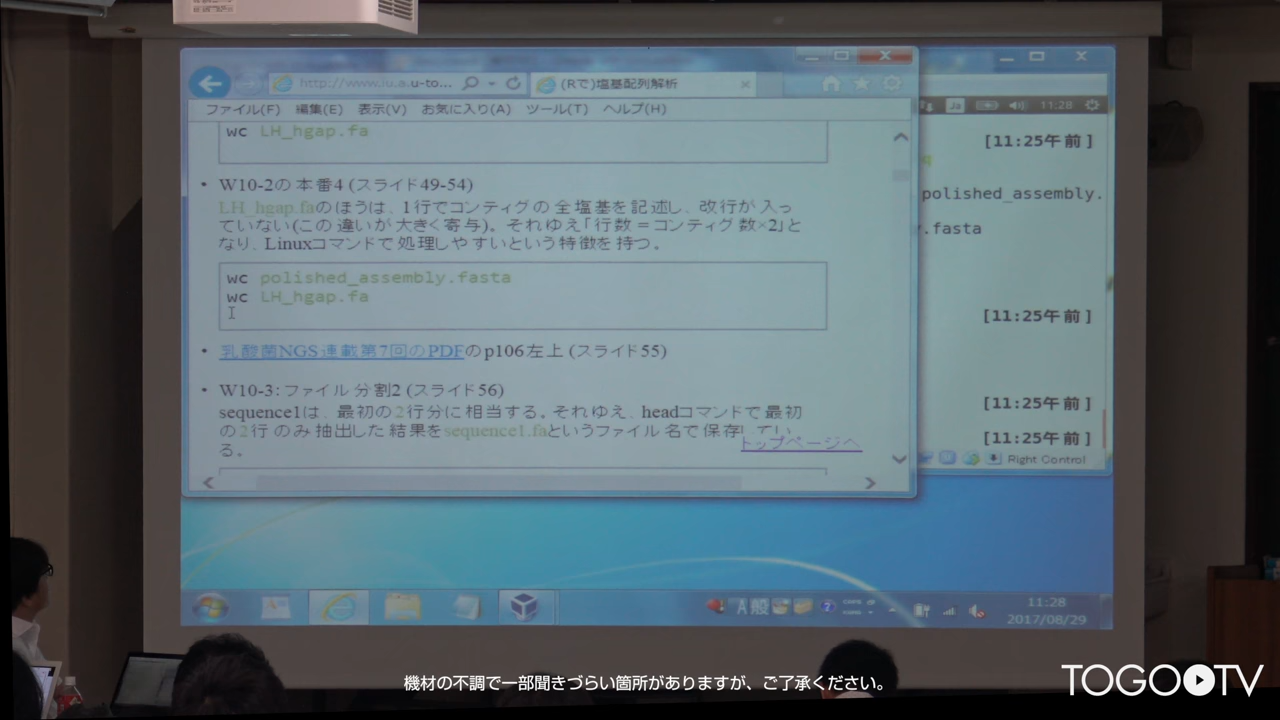 http://www.iu.a.u-to...
(Rで)塩基配列解析
ファイル(F) 編集(E) 表示(V) お気に入り(A) ツール(T) ヘルプ(H)
Ja 11:28
wc LH_hgap.fa
[11:25午前]
・ W10-2の本番4 (スライド49-54)
LH_hgap.faのほうは、1行でコンティグの全塩基を記述し、改行が入っ
ていない(この違いが大きく寄与)。それゆえ「行数＝コンティグ数×2」と
なり、Linuxコマンドで処理しやすいという特徴を持つ。
polished_assembly.
.fasta
wc polished_assembly.fasta
wc LH_hgap.fa
[11:25午前]
・ 乳酸菌NGS連載第7回のPDFのp106左上 (スライド55)
・ W10-3: ファイル分割2 (スライド56)
sequence1は、最初の2行分に相当する。それゆえ、headコマンドで最初
の2行のみ抽出した結果をsequence1.faというファイル名で保存してい
る。
トップページへ
[11:25午前]
[11:25午前]
Right Control
A 般
11:28
2017/08/29
機材の不調で一部聞きづらい箇所がありますが、ご了承ください。
TOGO TV